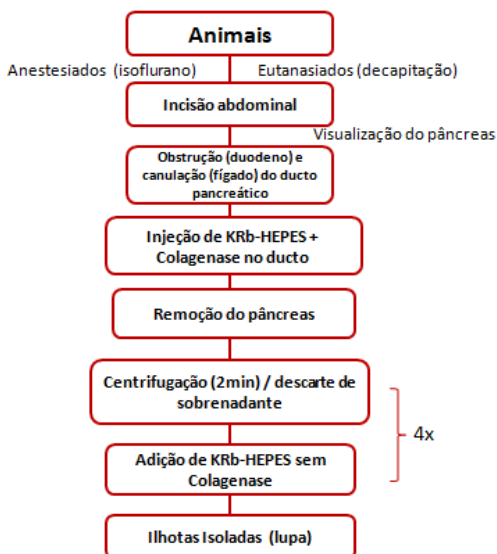 Animais
Anestesiados (isoflurano)
Eutanasiados (decapitação)
Incisão abdominal
Visualização do pâncreas
Obstrução (duodeno) e
canulação (fígado) do ducto
pancreático
Injeção de KRb-HEPES +
Colagenase no ducto
Remoção do pâncreas
Centrifugação (2min) / descarte de
sobrenadante
4x
Adição de KRb-HEPES sem
Colagenase
Ilhotas Isoladas (lupa)